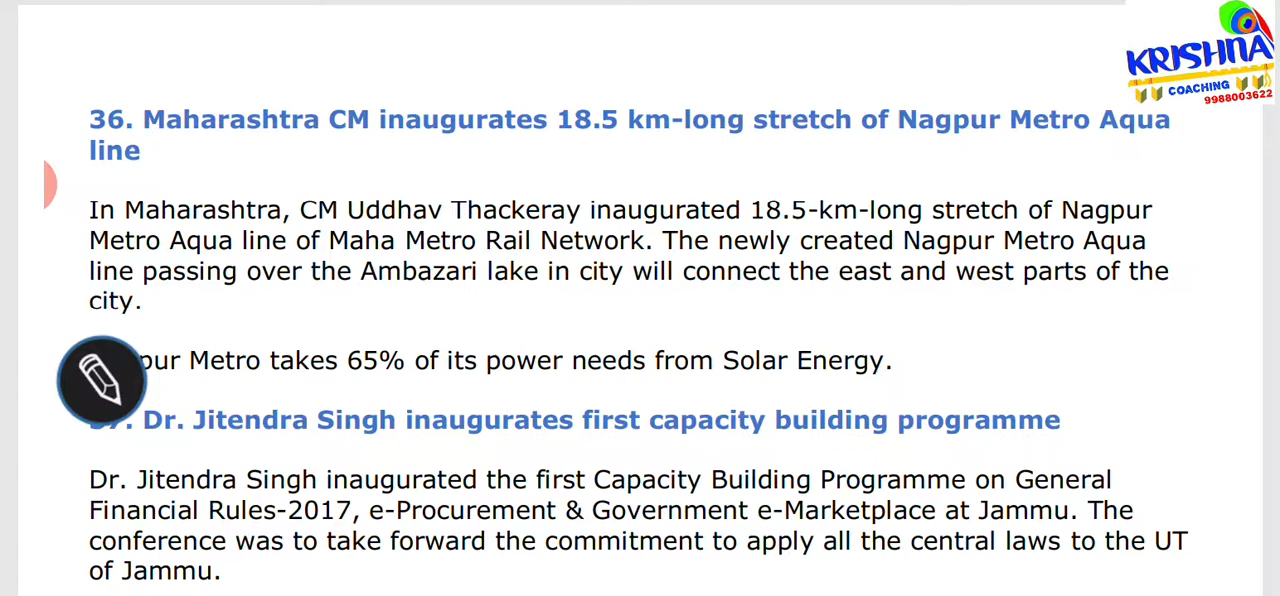 KRISHNA
COACHING
9988003622
36. Maharashtra CM inaugurates 18.5 km-long stretch of Nagpur Metro Aqua
line
In Maharashtra, CM Uddhav Thackeray inaugurated 18.5-km-long stretch of Nagpur
Metro Aqua line of Maha Metro Rail Network. The newly created Nagpur Metro Aqua
line passing over the Ambazari lake in city will connect the east and west parts of the
city.
pur Metro takes 65% of its power needs from Solar Energy.
Dr. Jitendra Singh inaugurates first capacity building programme
Dr. Jitendra Singh inaugurated the first Capacity Building Programme on General
Financial Rules-2017, e-Procurement & Government e-Marketplace at Jammu. The
conference was to take forward the commitment to apply all the central laws to the UT
of Jammu.